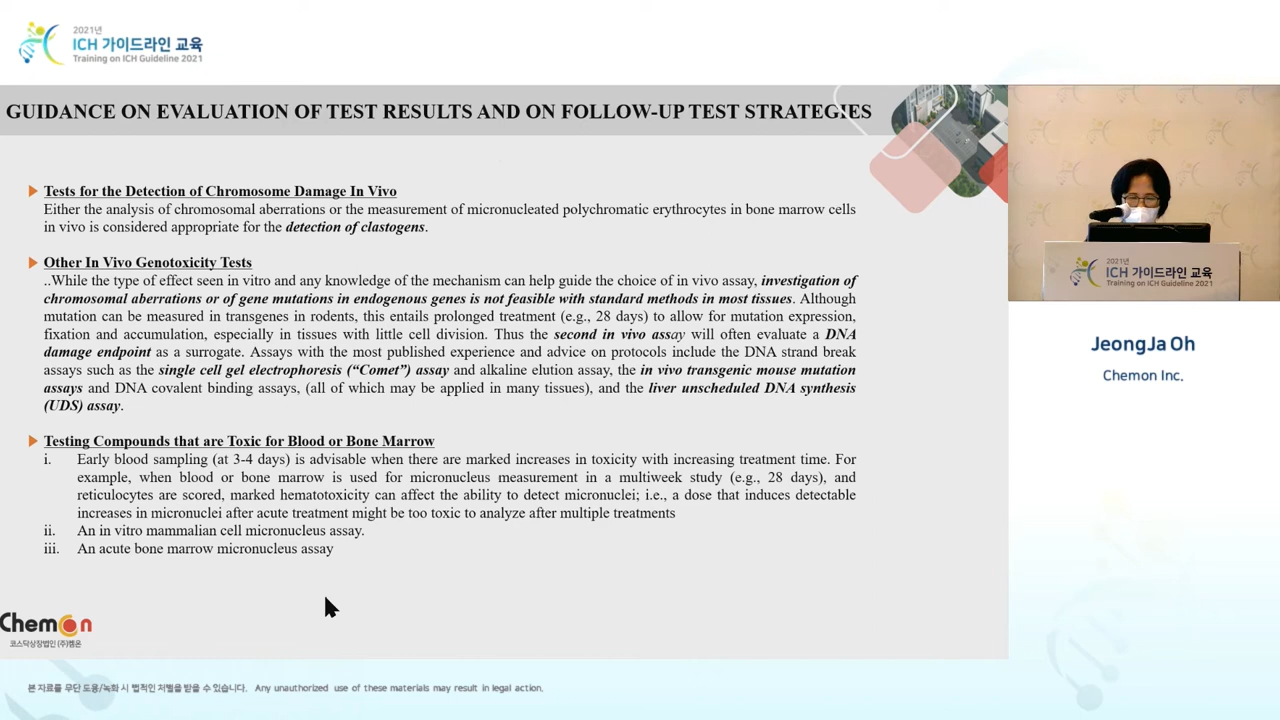 2021년
ICH 가이드라인 교육
Training on ICH Guideline 2021
GUIDANCE ON EVALUATION OF TEST RESULTS AND ON FOLLOW-UP TEST STRATEGIES
Tests for the Detection of Chromosome Damage In Vivo
Either the analysis of chromosomal aberrations or the measurement of micronucleated polychromatic erythrocytes in bone marrow cells
in vivo is considered appropriate for the detection of clastogens.
Other In Vivo Genotoxicity Tests
..While the type of effect seen in vitro and any knowledge of the mechanism can help guide the choice of in vivo assay, investigation of
chromosomal aberrations or of gene mutations in endogenous genes is not feasible with standard methods in most tissues. Although
mutation can be measured in transgenes in rodents, this entails prolonged treatment (e.g., 28 days) to allow for mutation expression,
fixation and accumulation, especially in tissues with little cell division. Thus the second in vivo assay will often evaluate a DNA
damage endpoint as a surrogate. Assays with the most published experience and advice on protocols include the DNA strand break
assays such as the single cell gel electrophoresis (“Comet”) assay and alkaline elution assay, the in vivo transgenic mouse mutation
assays and DNA covalent binding assays, (all of which may be applied in many tissues), and the liver unscheduled DNA synthesis
(UDS) assay.
Testing Compounds that are Toxic for Blood or Bone Marrow
i. Early blood sampling (at 3-4 days) is advisable when there are marked increases in toxicity with increasing treatment time. For
example, when blood or bone marrow is used for micronucleus measurement in a multiweek study (e.g., 28 days), and
reticulocytes are scored, marked hematotoxicity can affect the ability to detect micronuclei; i.e., a dose that induces detectable
increases in micronuclei after acute treatment might be too toxic to analyze after multiple treatments
ii. An in vitro mammalian cell micronucleus assay.
iii. An acute bone marrow micronucleus assay
Chemon
코스닥상장법인 (주)켐온
2021년
ICH 가이드라인 교육
Training on ICH Guideline 2021
JeongJa Oh
Chemon Inc.
본 자료를 무단 도용/녹화 시 법적인 처벌을 받을 수 있습니다. Any unauthorized use of these materials may result in legal action.